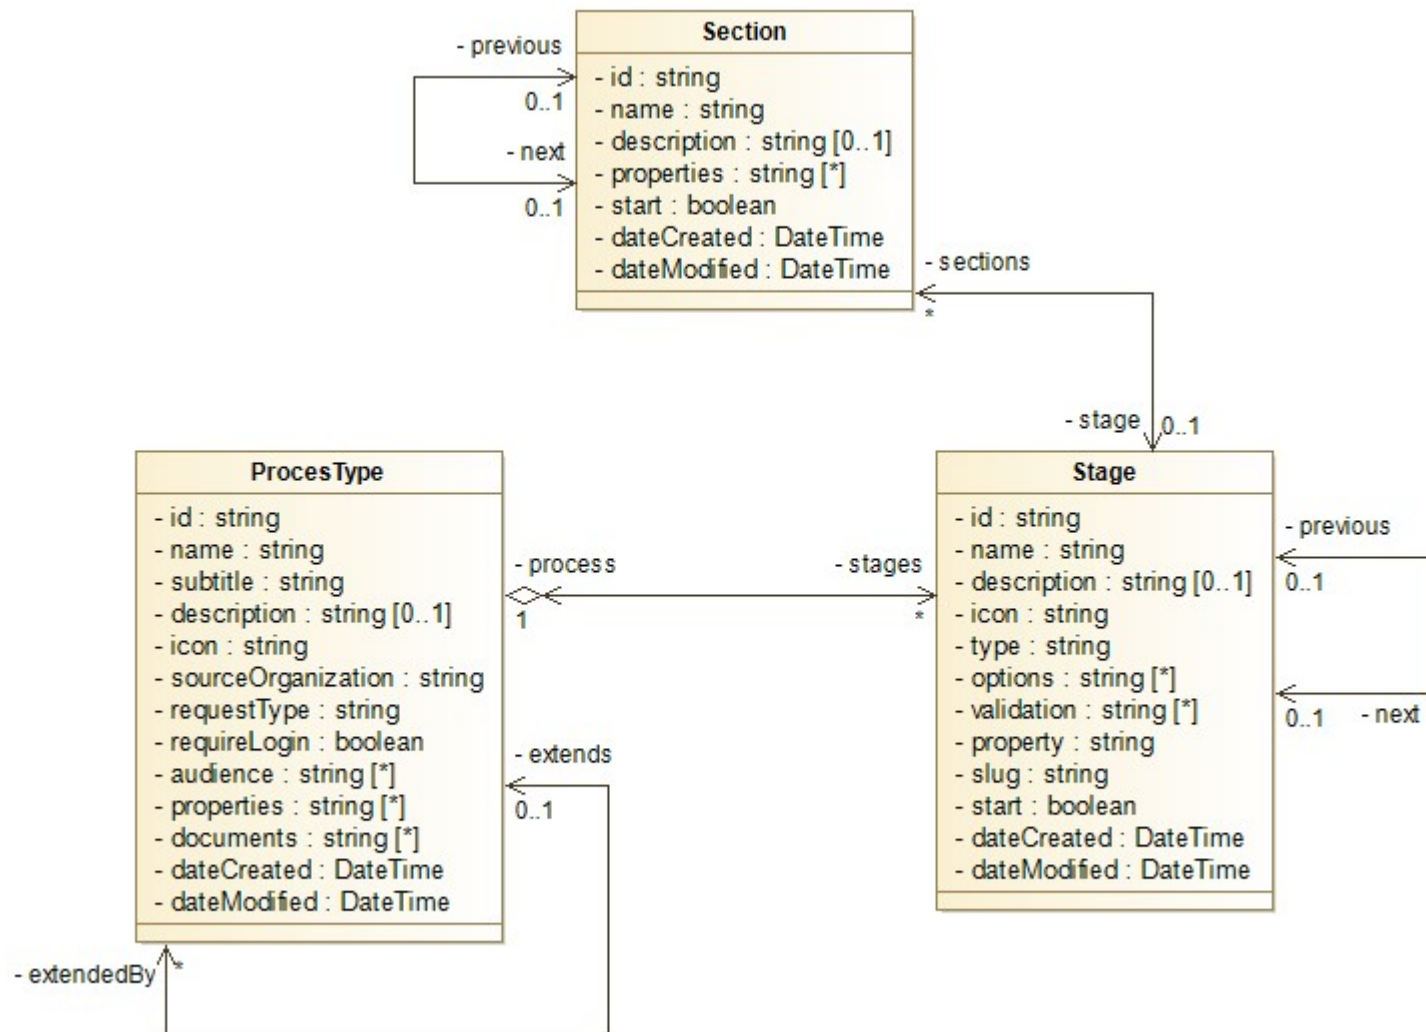 Section
- id : string
- name : string
- description : string [0..1]
- properties : string [*]
- start : boolean
- dateCreated : DateTime
- dateModified : DateTime
- previous
0..1
- next
0..1
- sections
*
- stage
0..1
ProcesType
- id : string
- name : string
- subtitle : string
- description : string [0..1]
- icon : string
- sourceOrganization : string
- requestType : string
- requireLogin : boolean
- audience : string [*]
- properties : string [*]
- documents : string [*]
- dateCreated : DateTime
- dateModified : DateTime
- process
1
- stages
*
- extends
0..1
- extendedBy
*
Stage
- id : string
- name : string
- description : string [0..1]
- icon : string
- type : string
- options : string [*]
- validation : string [*]
- property : string
- slug : string
- start : boolean
- dateCreated : DateTime
- dateModified : DateTime
- previous
0..1
0..1
- next